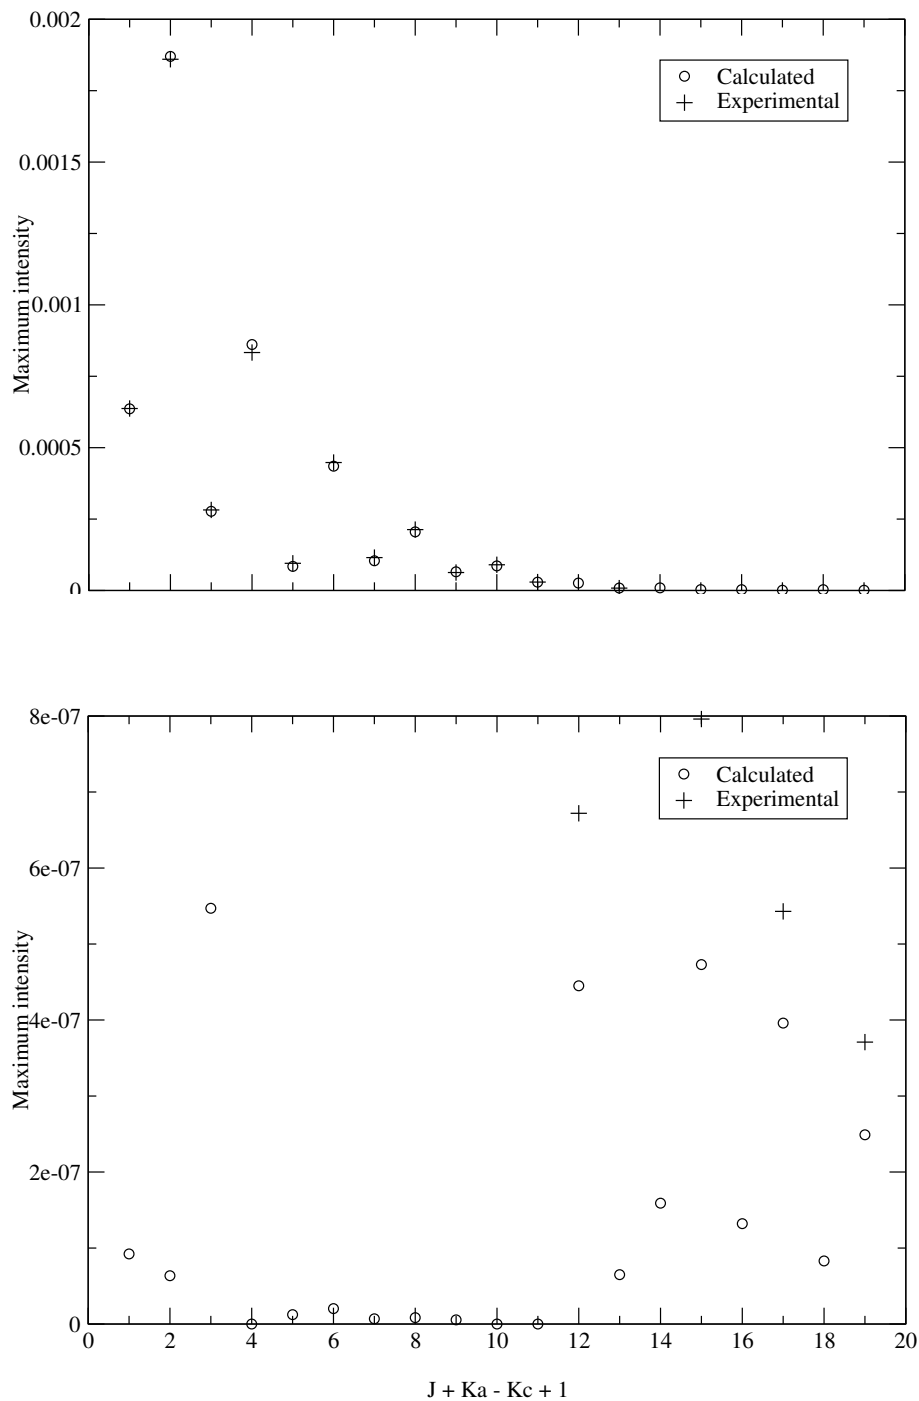 0.002
0.0015
0.001
0.0005
0
Maximum intensity
Calculated
Experimental
8e-07
6e-07
4e-07
2e-07
0
Maximum intensity
Calculated
Experimental
0 2 4 6 8 10 12 14 16 18 20
J + Ka - Kc + 1